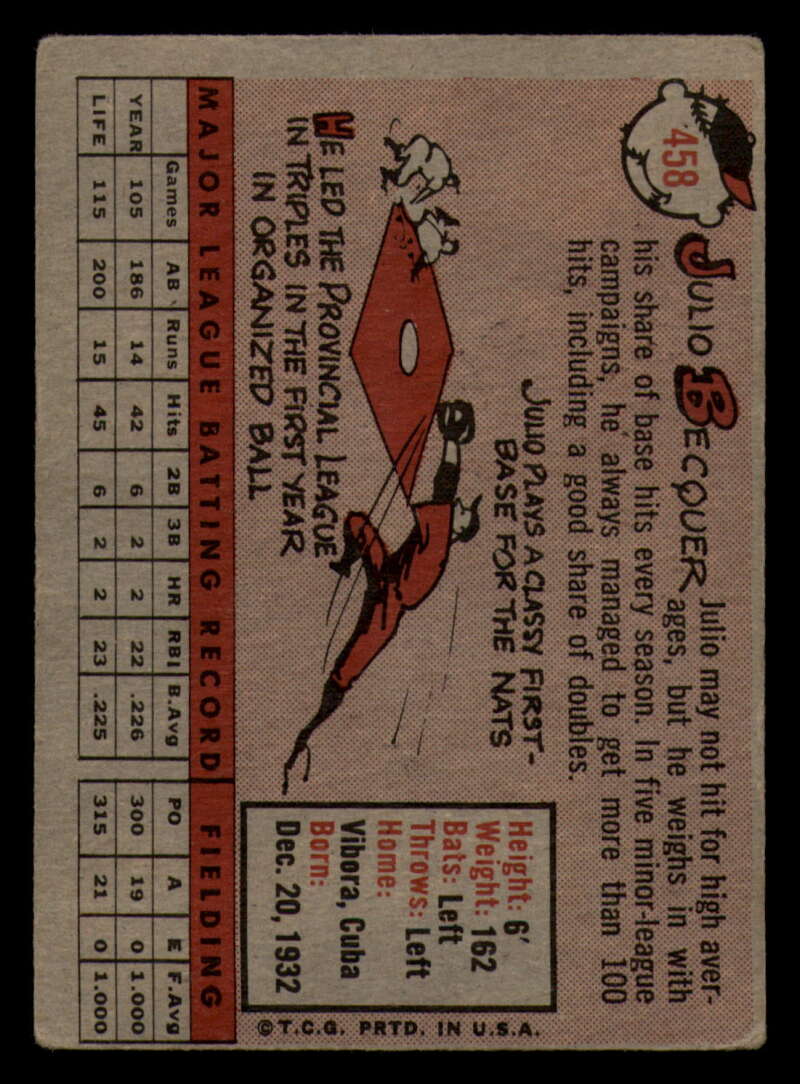 458
JULIO BECQUER
Julio may not hit for high aver-
ages, but he weighs in with
his share of base hits every season. In five minor-league
campaigns, he always managed to get more than 100
hits, including a good share of doubles.
JULIO PLAYS A CLASSY FIRST-
BASE FOR THE NATS
HE LED THE PROVINCIAL LEAGUE
IN TRIPLES IN THE FIRST YEAR
IN ORGANIZED BALL
Height: 6'
Weight: 162
Bats: Left
Throws: Left
Home:
Vibora, Cuba
Born:
Dec. 20, 1932
©T.C.G. PRTD. IN U.S.A.
MAJOR LEAGUE BATTING RECORD FIELDING
Games AB Runs Hits 2B 3B HR RBI B.Avg PO A E F.Avg
YEAR 105 186 14 42 6 2 2 22 .226 300 19 0 1.000
LIFE 115 200 15 45 6 2 2 23 .225 315 21 0 1.000